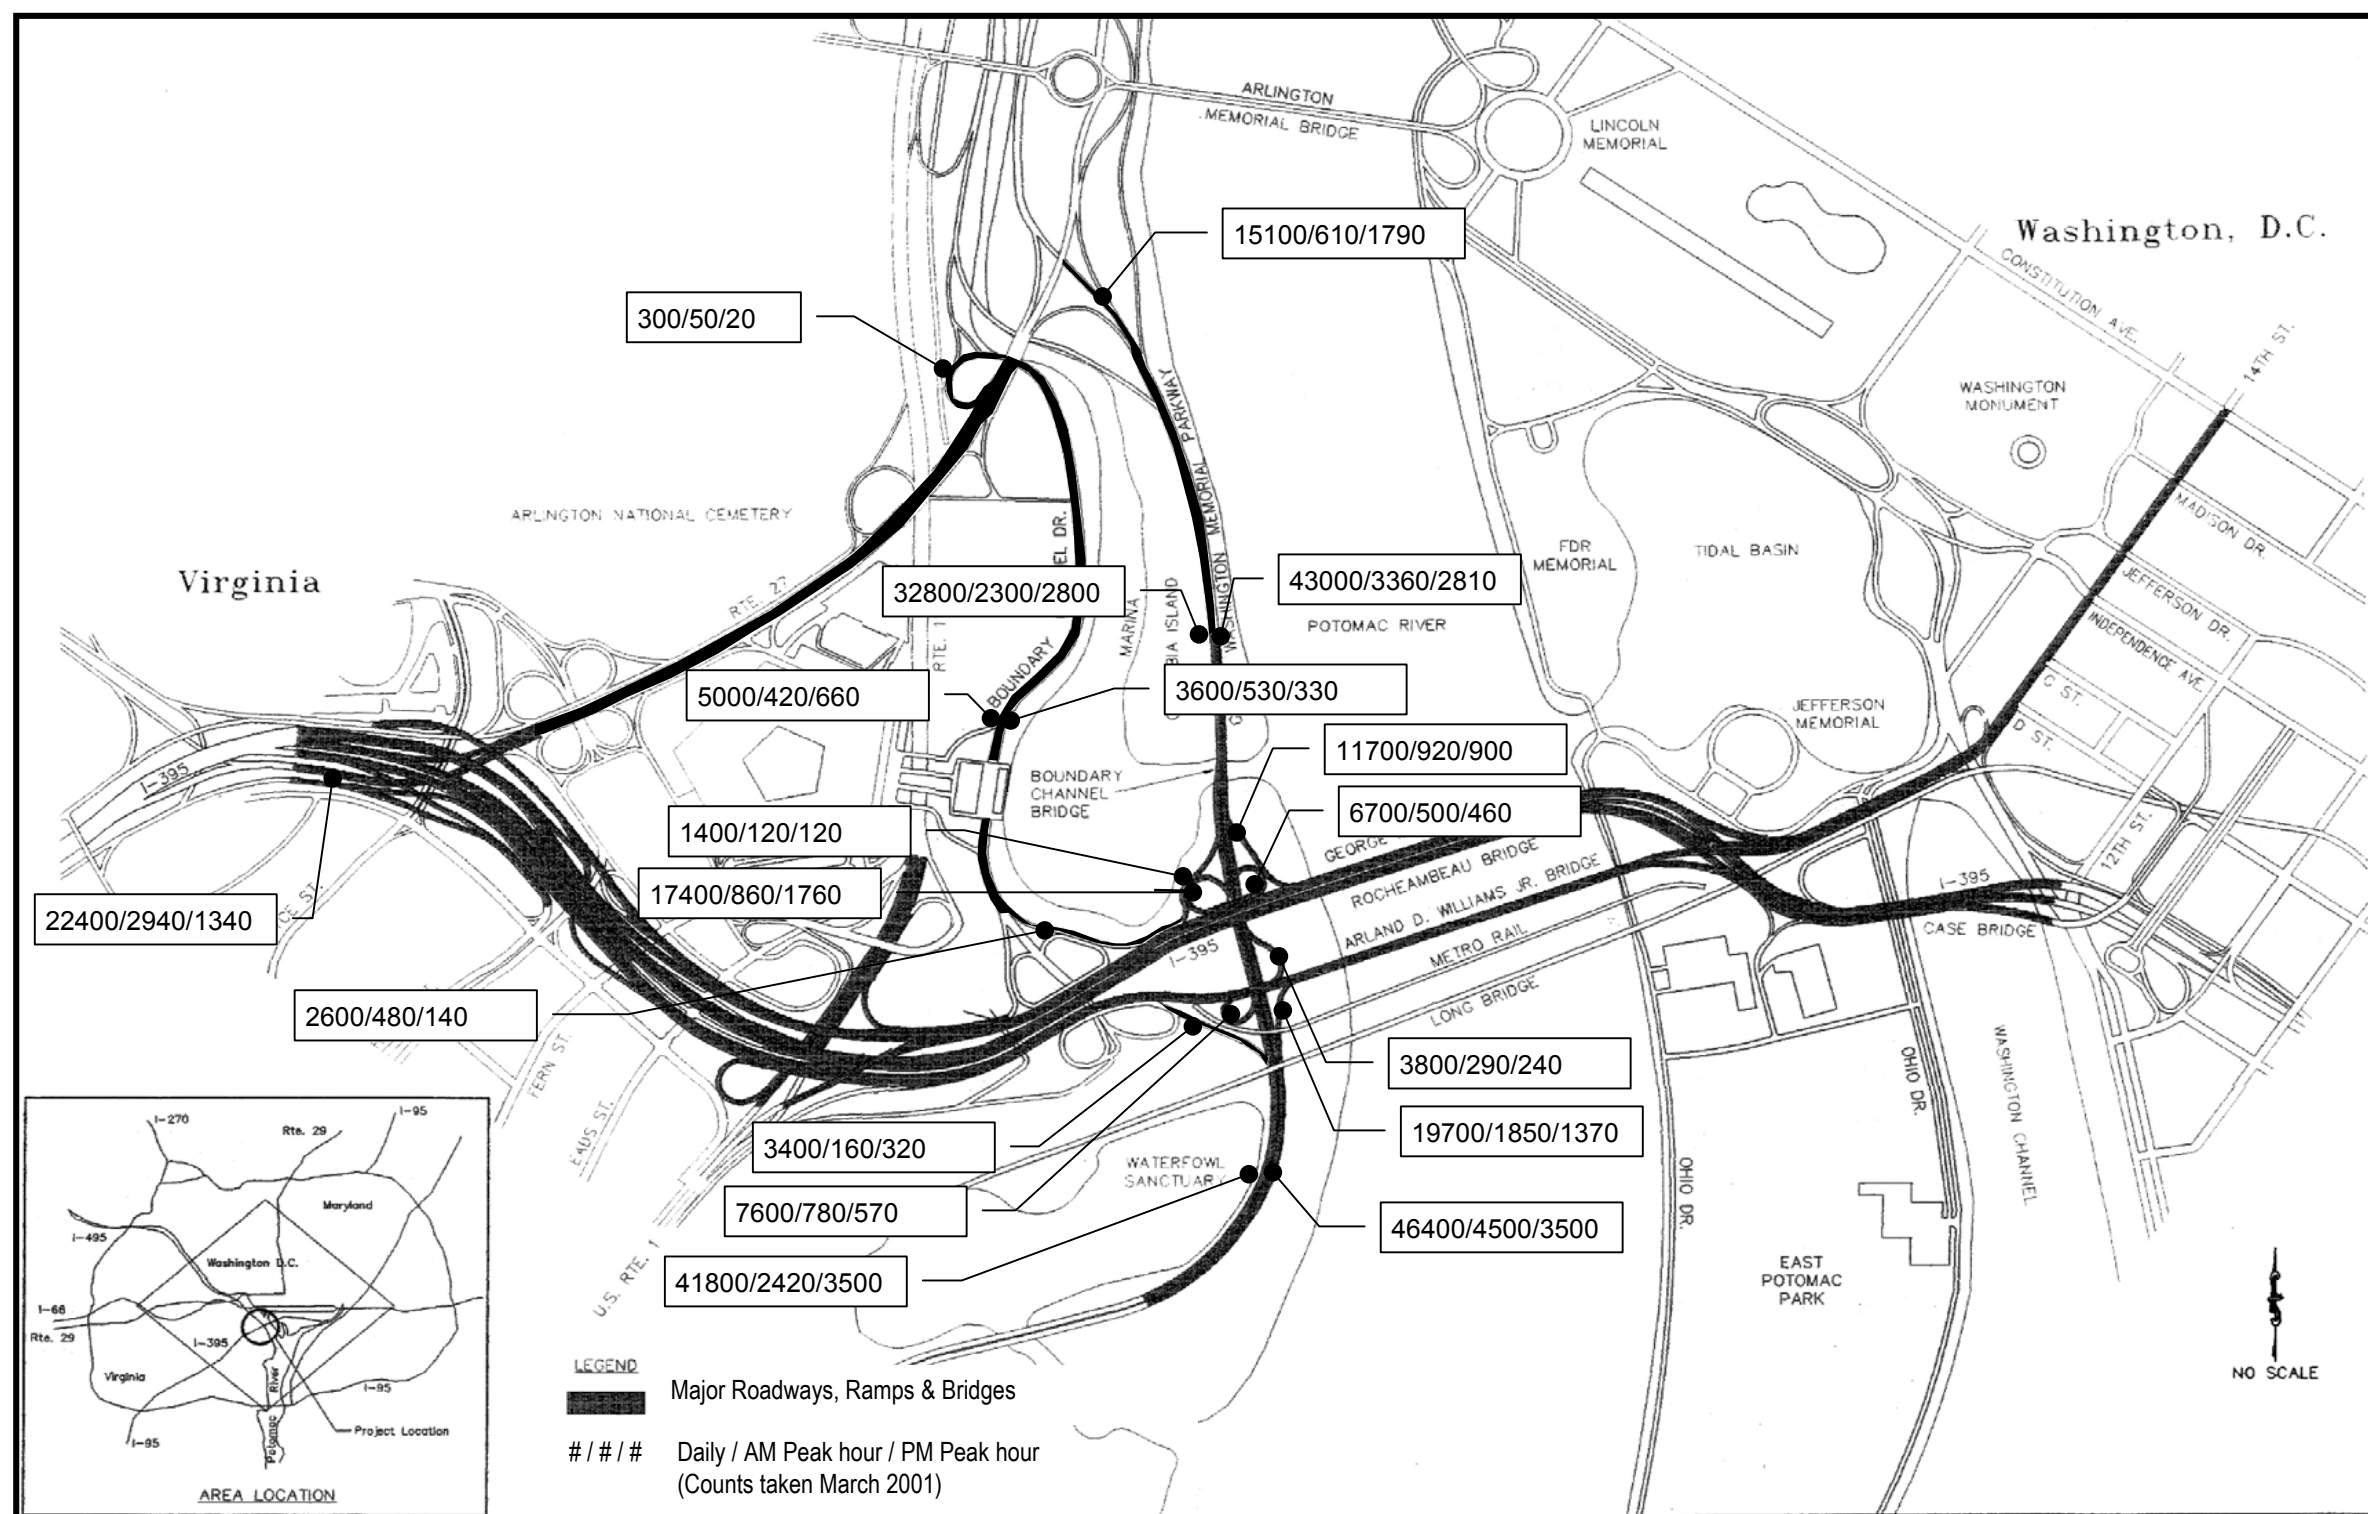 ARLINGTON
MEMORIAL BRIDGE
LINCOLN
MEMORIAL
Washington, D.C.
15100/610/1790
CONSTITUTION AVE.
300/50/20
14TH ST.
WASHINGTON
MONUMENT
WASHINGTON MEMORIAL PARKWAY
MADISON DR.
ARLINGTON NATIONAL CEMETERY
FDR
MEMORIAL
TIDAL BASIN
JEFFERSON DR.
Virginia
RTE. 27
32800/2300/2800
43000/3360/2810
INDEPENDENCE AVE.
POTOMAC RIVER
MARINA
ISLAND
RTE. 1
BOUNDARY
DR.
5000/420/660
3600/530/330
C ST.
D ST.
JEFFERSON
MEMORIAL
11700/920/900
I-395
BOUNDARY
CHANNEL
BRIDGE
6700/500/460
1400/120/120
GEORGE
ROCHEAMBEAU BRIDGE
12TH ST.
17400/860/1760
ARLAND D. WILLIAMS JR. BRIDGE
I-395
22400/2940/1340
CASE BRIDGE
I-395
METRO RAIL
LONG BRIDGE
2600/480/140
FERN ST.
EADS ST.
3800/290/240
OHIO DR.
WASHINGTON CHANNEL
19700/1850/1370
3400/160/320
WATERFOWL
SANCTUARY
OHIO DR.
7600/780/570
46400/4500/3500
41800/2420/3500
U.S. RTE. 1
EAST
POTOMAC
PARK
NO SCALE
I-270
I-95
Rte. 29
Maryland
I-495
Washington D.C.
I-66
Rte. 29
I-395
Virginia
Potomac River
I-95
I-95
Project Location
AREA LOCATION
LEGEND
Major Roadways, Ramps & Bridges
# / # / # Daily / AM Peak hour / PM Peak hour
(Counts taken March 2001)